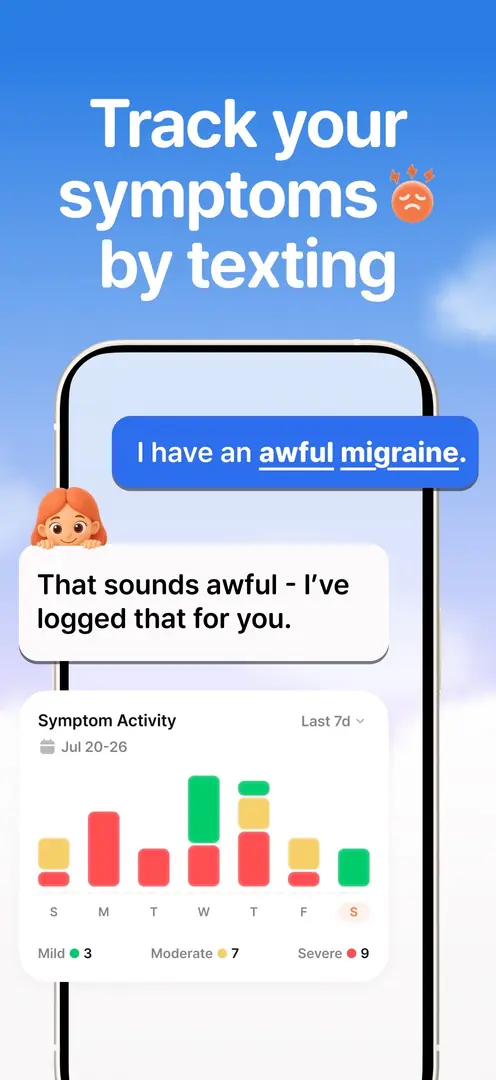 Track your
symptoms
by texting
I have an awful migraine.
That sounds awful - I've
logged that for you.
Symptom Activity
Last 7d
Jul 20-26
S M T W T F S
Mild 3 Moderate 7 Severe 9